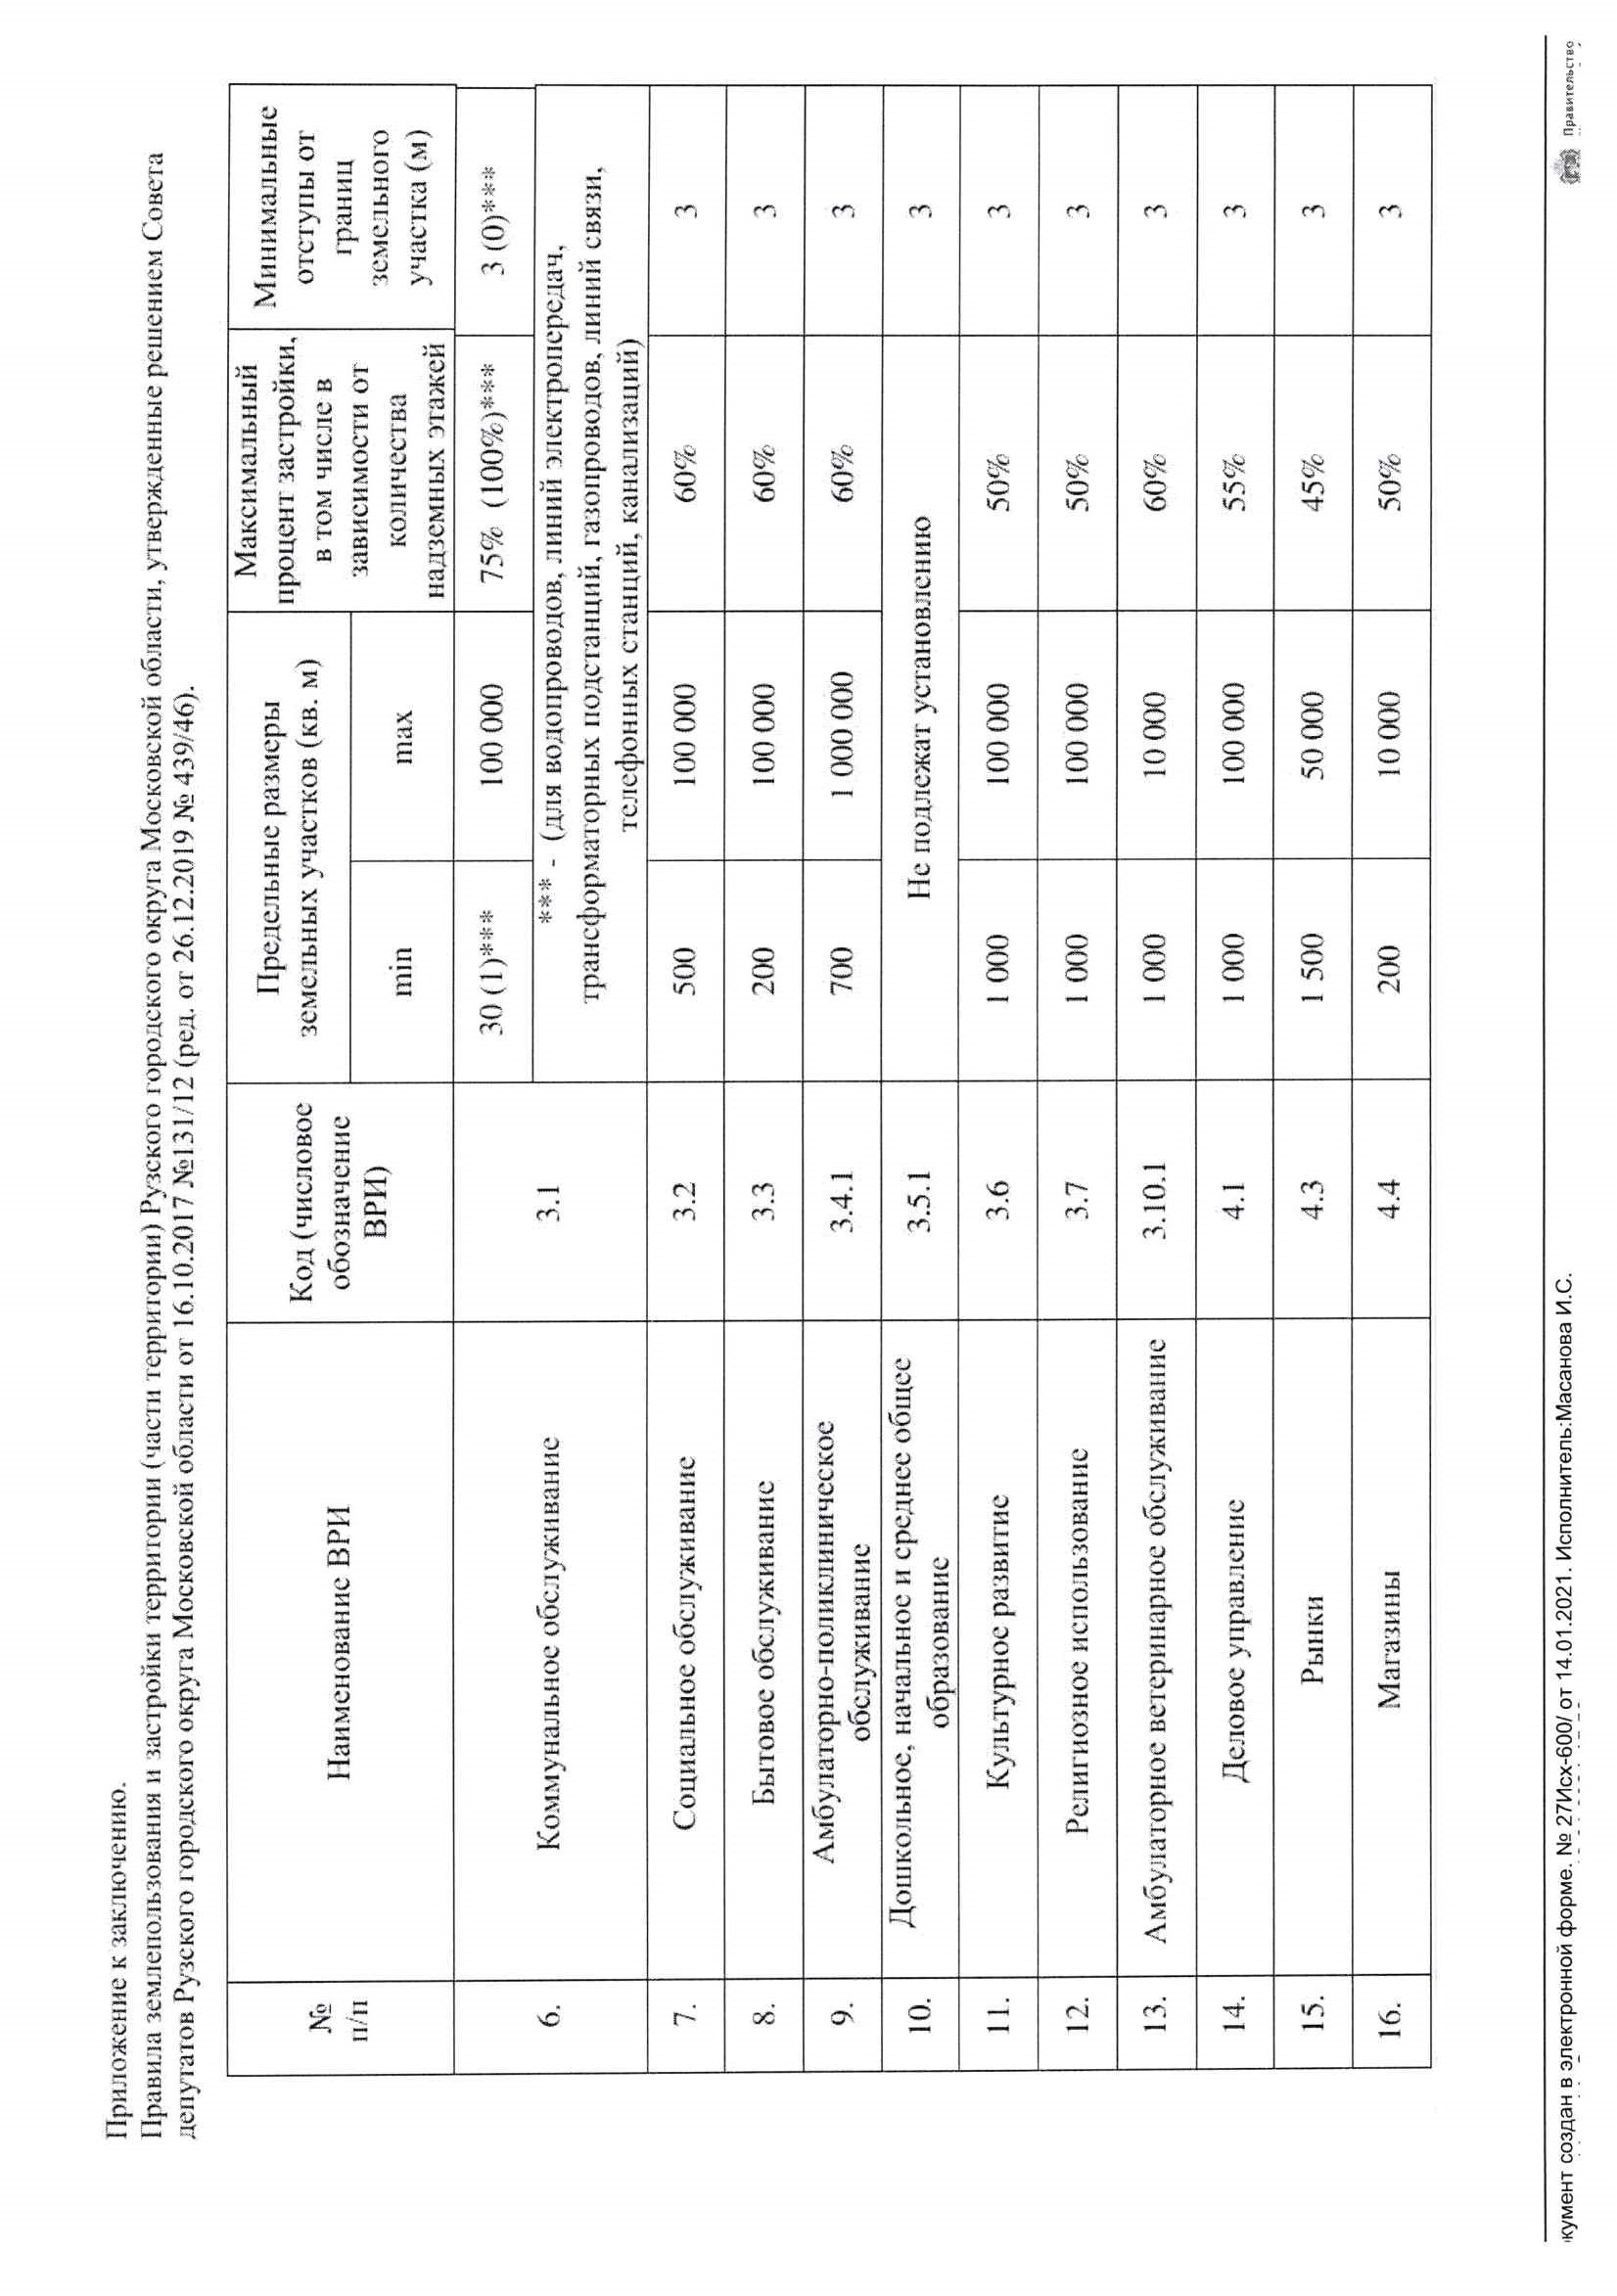 Приложение к заключению.
Правила землепользования и застройки территории (части территории) Рузского городского округа Московской области, утвержденные решением Совета
депутатов Рузского городского округа Московской области от 16.10.2017 №131/12 (ред. от 26.12.2019 № 439/46).
№
п/п
Наименование ВРИ
Код (числовое
обозначение
ВРИ)
Предельные размеры
земельных участков (кв. м)
min
max
Максимальный
процент застройки,
в том числе в
зависимости от
количества
надземных этажей
Минимальные
отступы от
границ
земельного
участка (м)
6. Коммунальное обслуживание 3.1 30 (1)*** 100 000 75% (100%)*** 3 (0)***
*** - (для водопроводов, линий электропередач,
трансформаторных подстанций, газопроводов, линий связи,
телефонных станций, канализаций)
7. Социальное обслуживание 3.2 500 100 000 60% 3
8. Бытовое обслуживание 3.3 200 100 000 60% 3
9. Амбулаторно-поликлиническое
обслуживание 3.4.1 700 1 000 000 60% 3
10. Дошкольное, начальное и среднее общее
образование 3.5.1 Не подлежат установлению 3
11. Культурное развитие 3.6 1 000 100 000 50% 3
12. Религиозное использование 3.7 1 000 100 000 50% 3
13. Амбулаторное ветеринарное обслуживание 3.10.1 1 000 10 000 60% 3
14. Деловое управление 4.1 1 000 100 000 55% 3
15. Рынки 4.3 1 500 50 000 45% 3
16. Магазины 4.4 200 10 000 50% 3
кумент создан в электронной форме. № 27Исх-600/ от 14.01.2021. Исполнитель:Масанова И.С.
Правительство